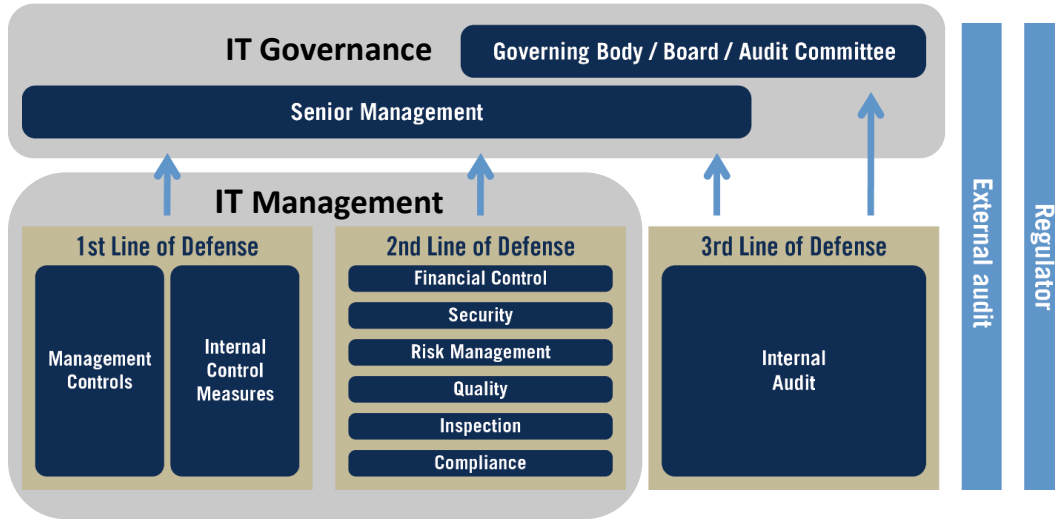 IT Governance
Governing Body / Board / Audit Committee
Senior Management
IT Management
1st Line of Defense
Management
Controls
Internal
Control
Measures
2nd Line of Defense
Financial Control
Security
Risk Management
Quality
Inspection
Compliance
3rd Line of Defense
Internal
Audit
External audit
Regulator